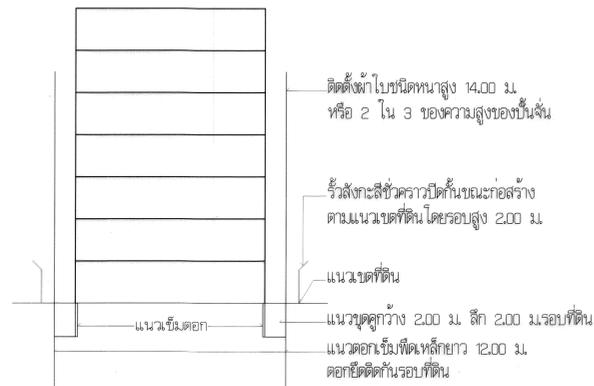 ติดตั้งผ้าใบชนิดหนาสูง 14.00 ม.
หรือ 2 ใน 3 ของความสูงของปั้นจั่น
รั้วสังกะสีชั่วคราวปิดกั้นขณะก่อสร้าง
ตามแนวเขตที่ดินโดยรอบสูง 2.00 ม.
แนวเขตที่ดิน
แนวขุดคูกว้าง 2.00 ม. ลึก 2.00 ม.รอบที่ดิน
แนวเข็มตอก
แนวตอกเข็มพืดเหล็กยาว 12.00 ม.
ตอกยึดติดกันรอบที่ดิน